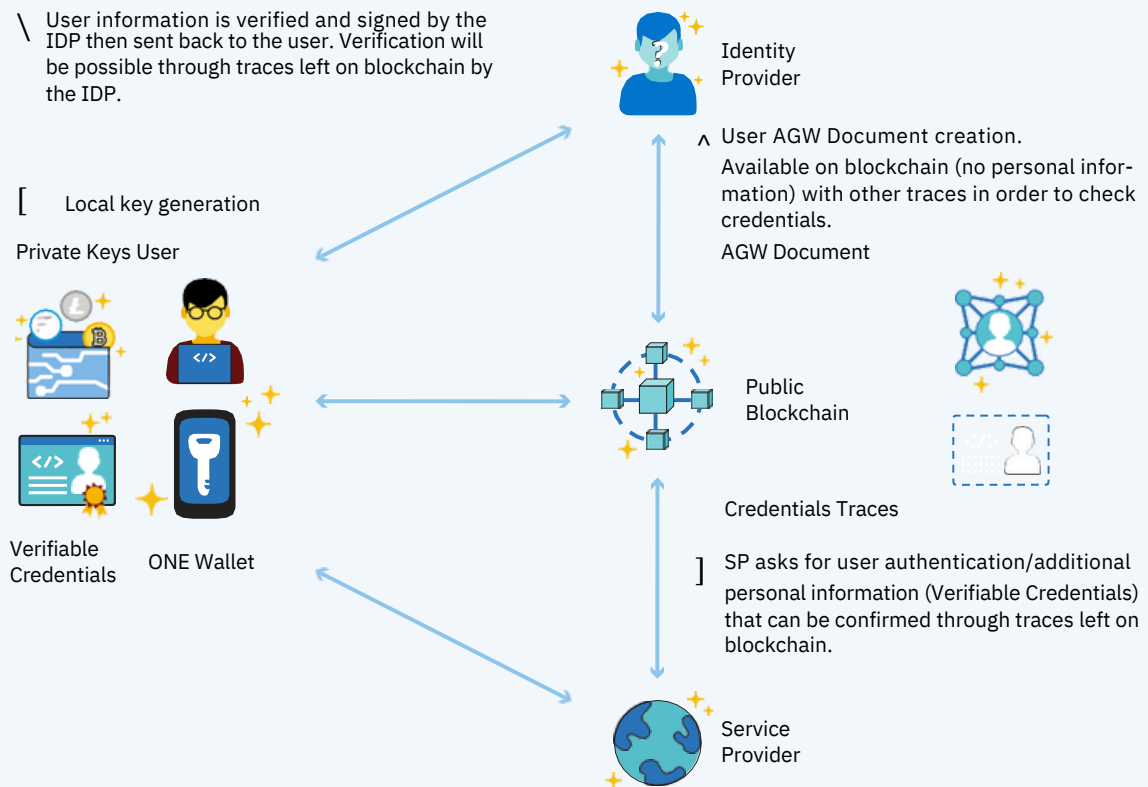 \ User information is verified and signed by the
IDP then sent back to the user. Verification will
be possible through traces left on blockchain by
the IDP.
Identity
Provider
^ User AGW Document creation.
Available on blockchain (no personal infor-
mation) with other traces in order to check
credentials.
AGW Document
[ Local key generation
Private Keys User
</>
</>
Verifiable
Credentials
ONE Wallet
Public
Blockchain
Credentials Traces
] SP asks for user authentication/additional
personal information (Verifiable Credentials)
that can be confirmed through traces left on
blockchain.
Service
Provider